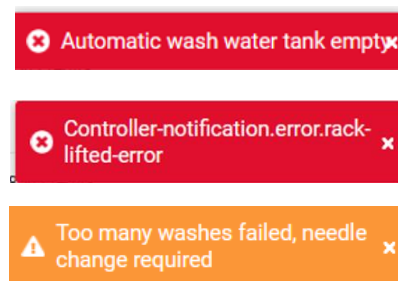 Automatic wash water tank empty
Controller-notification.error.rack-
lifted-error
Too many washes failed, needle
change required